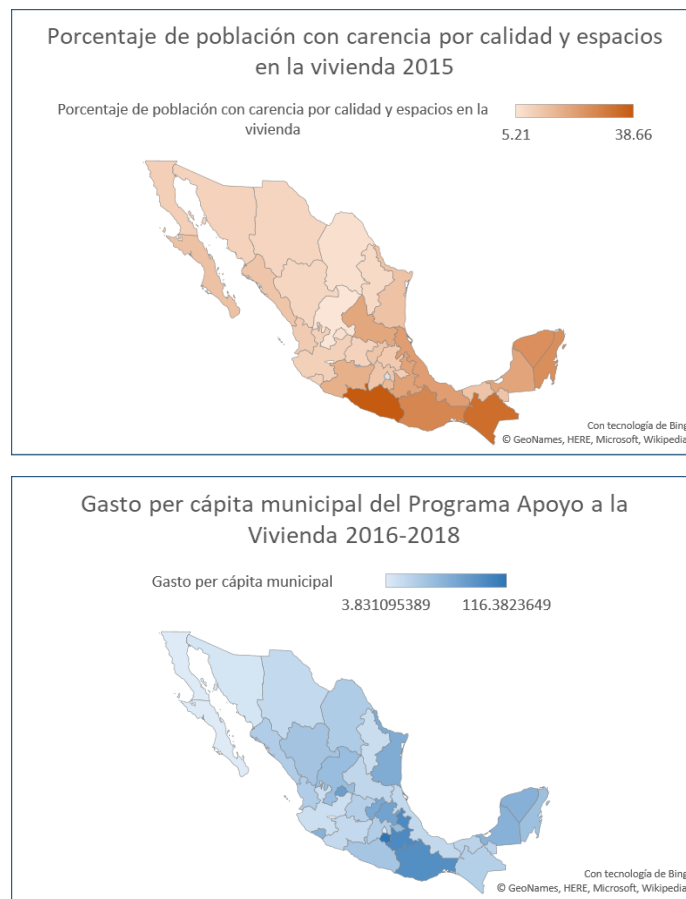 Porcentaje de población con carencia por calidad y espacios
en la vivienda 2015
Porcentaje de población con carencia por calidad y espacios en la
vivienda
5.21 38.66
Con tecnología de Bing
© GeoNames, HERE, Microsoft, Wikipedia
Gasto per cápita municipal del Programa Apoyo a la
Vivienda 2016-2018
Gasto per cápita municipal
3.831095389 116.3823649
Con tecnología de Bing
© GeoNames, HERE, Microsoft, Wikipedia